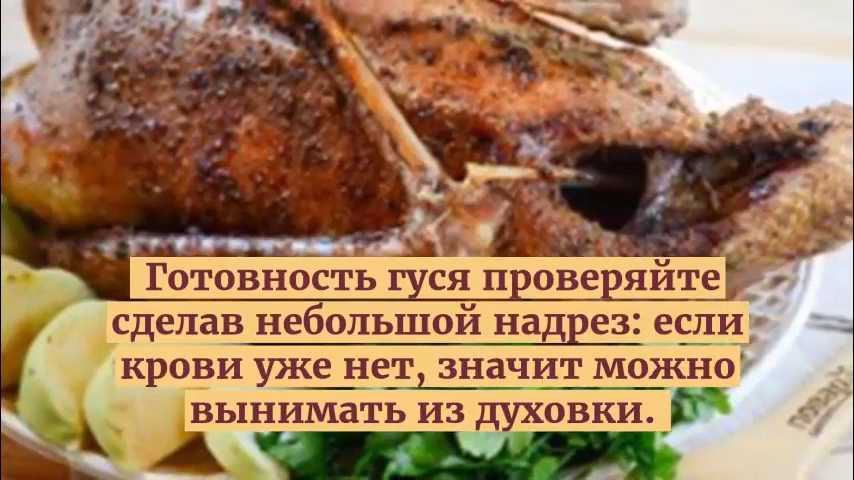 Готовность гуся проверяйте
сделав небольшой надрез: если
крови уже нет, значит можно
вынимать из духовки.